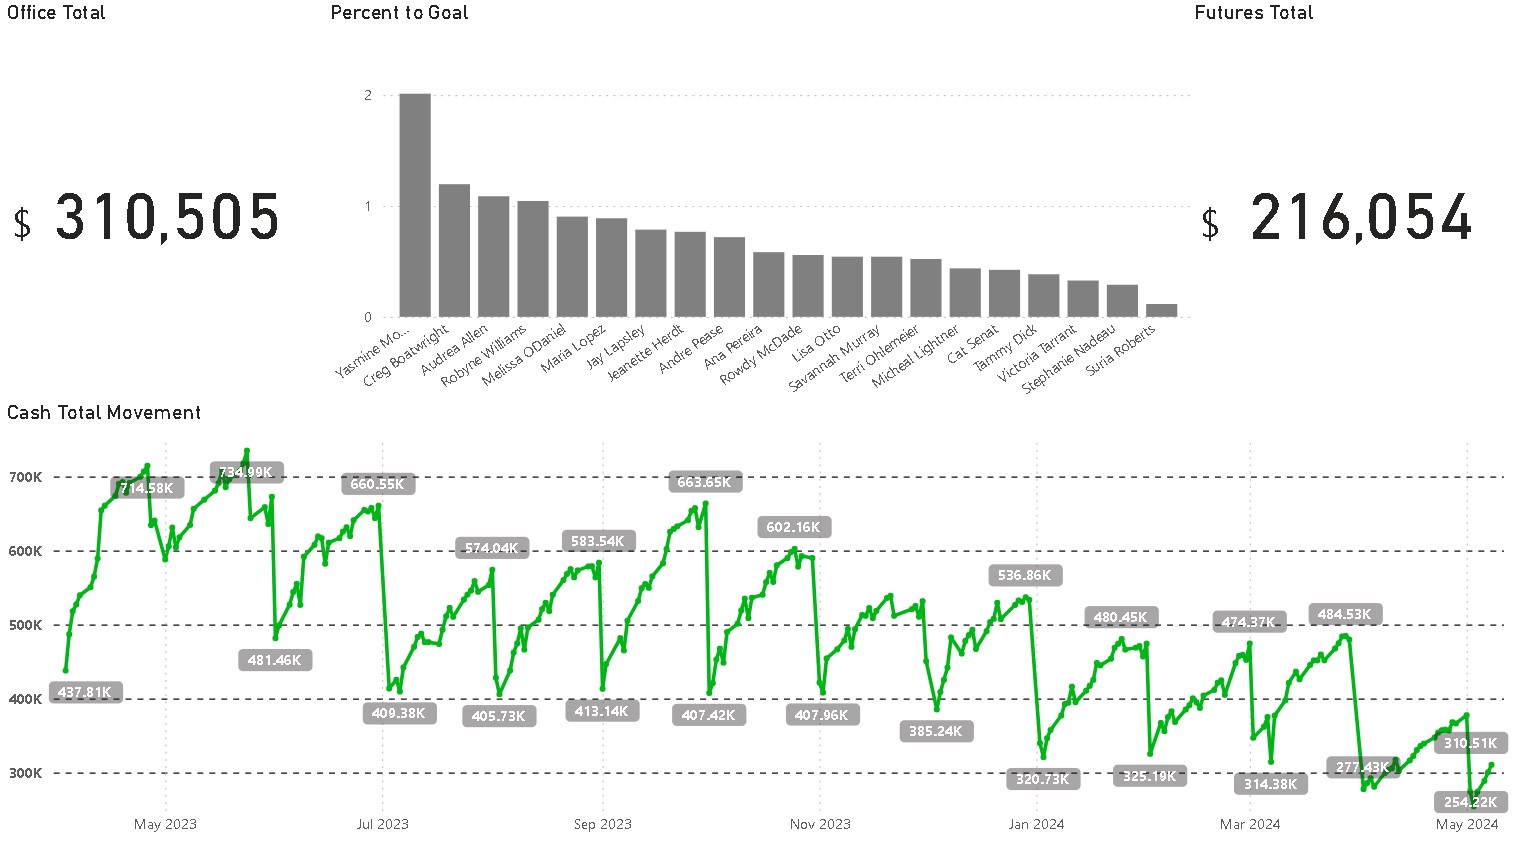 Office Total
Percent to Goal
Futures Total
2
1
0
$ 310,505
$ 216,054
Yasmine Mo...
Creg Boatwright
Audrea Allen
Robyne Williams
Melissa ODaniel
Maria Lopez
Jay Lapsley
Jeanette Herdt
Andre Pease
Ana Pereira
Rowdy McDade
Lisa Otto
Savannah Murray
Terri Ohlemeier
Micheal Lightner
Cat Senat
Tammy Dick
Victoria Tarrant
Stephanie Nadeau
Suria Roberts
Cash Total Movement
700K
600K
500K
400K
300K
437.81K
714.58K
734.99K
481.46K
660.55K
409.38K
574.04K
405.73K
583.54K
413.14K
663.65K
407.42K
602.16K
407.96K
385.24K
536.86K
320.73K
480.45K
325.19K
474.37K
314.38K
484.53K
277.43K
310.51K
254.22K
May 2023
Jul 2023
Sep 2023
Nov 2023
Jan 2024
Mar 2024
May 2024